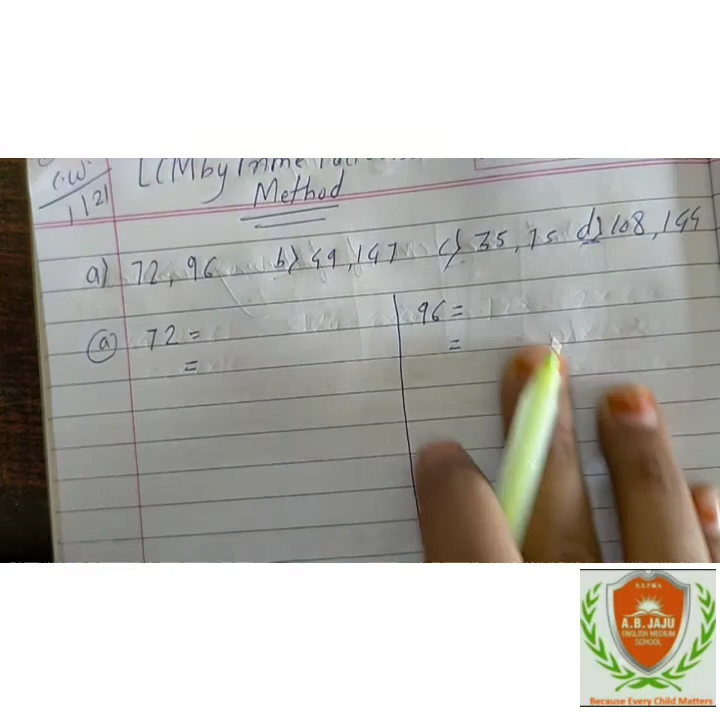 C.W.
1/21
LCM by Prime
Method
a) 72, 96 b) 49, 147 c) 35, 75 d) 108, 144
(a) 72 = 96 =
= =
A.B. JAJU
ENGLISH MEDIUM
SCHOOL
Because Every Child Matters